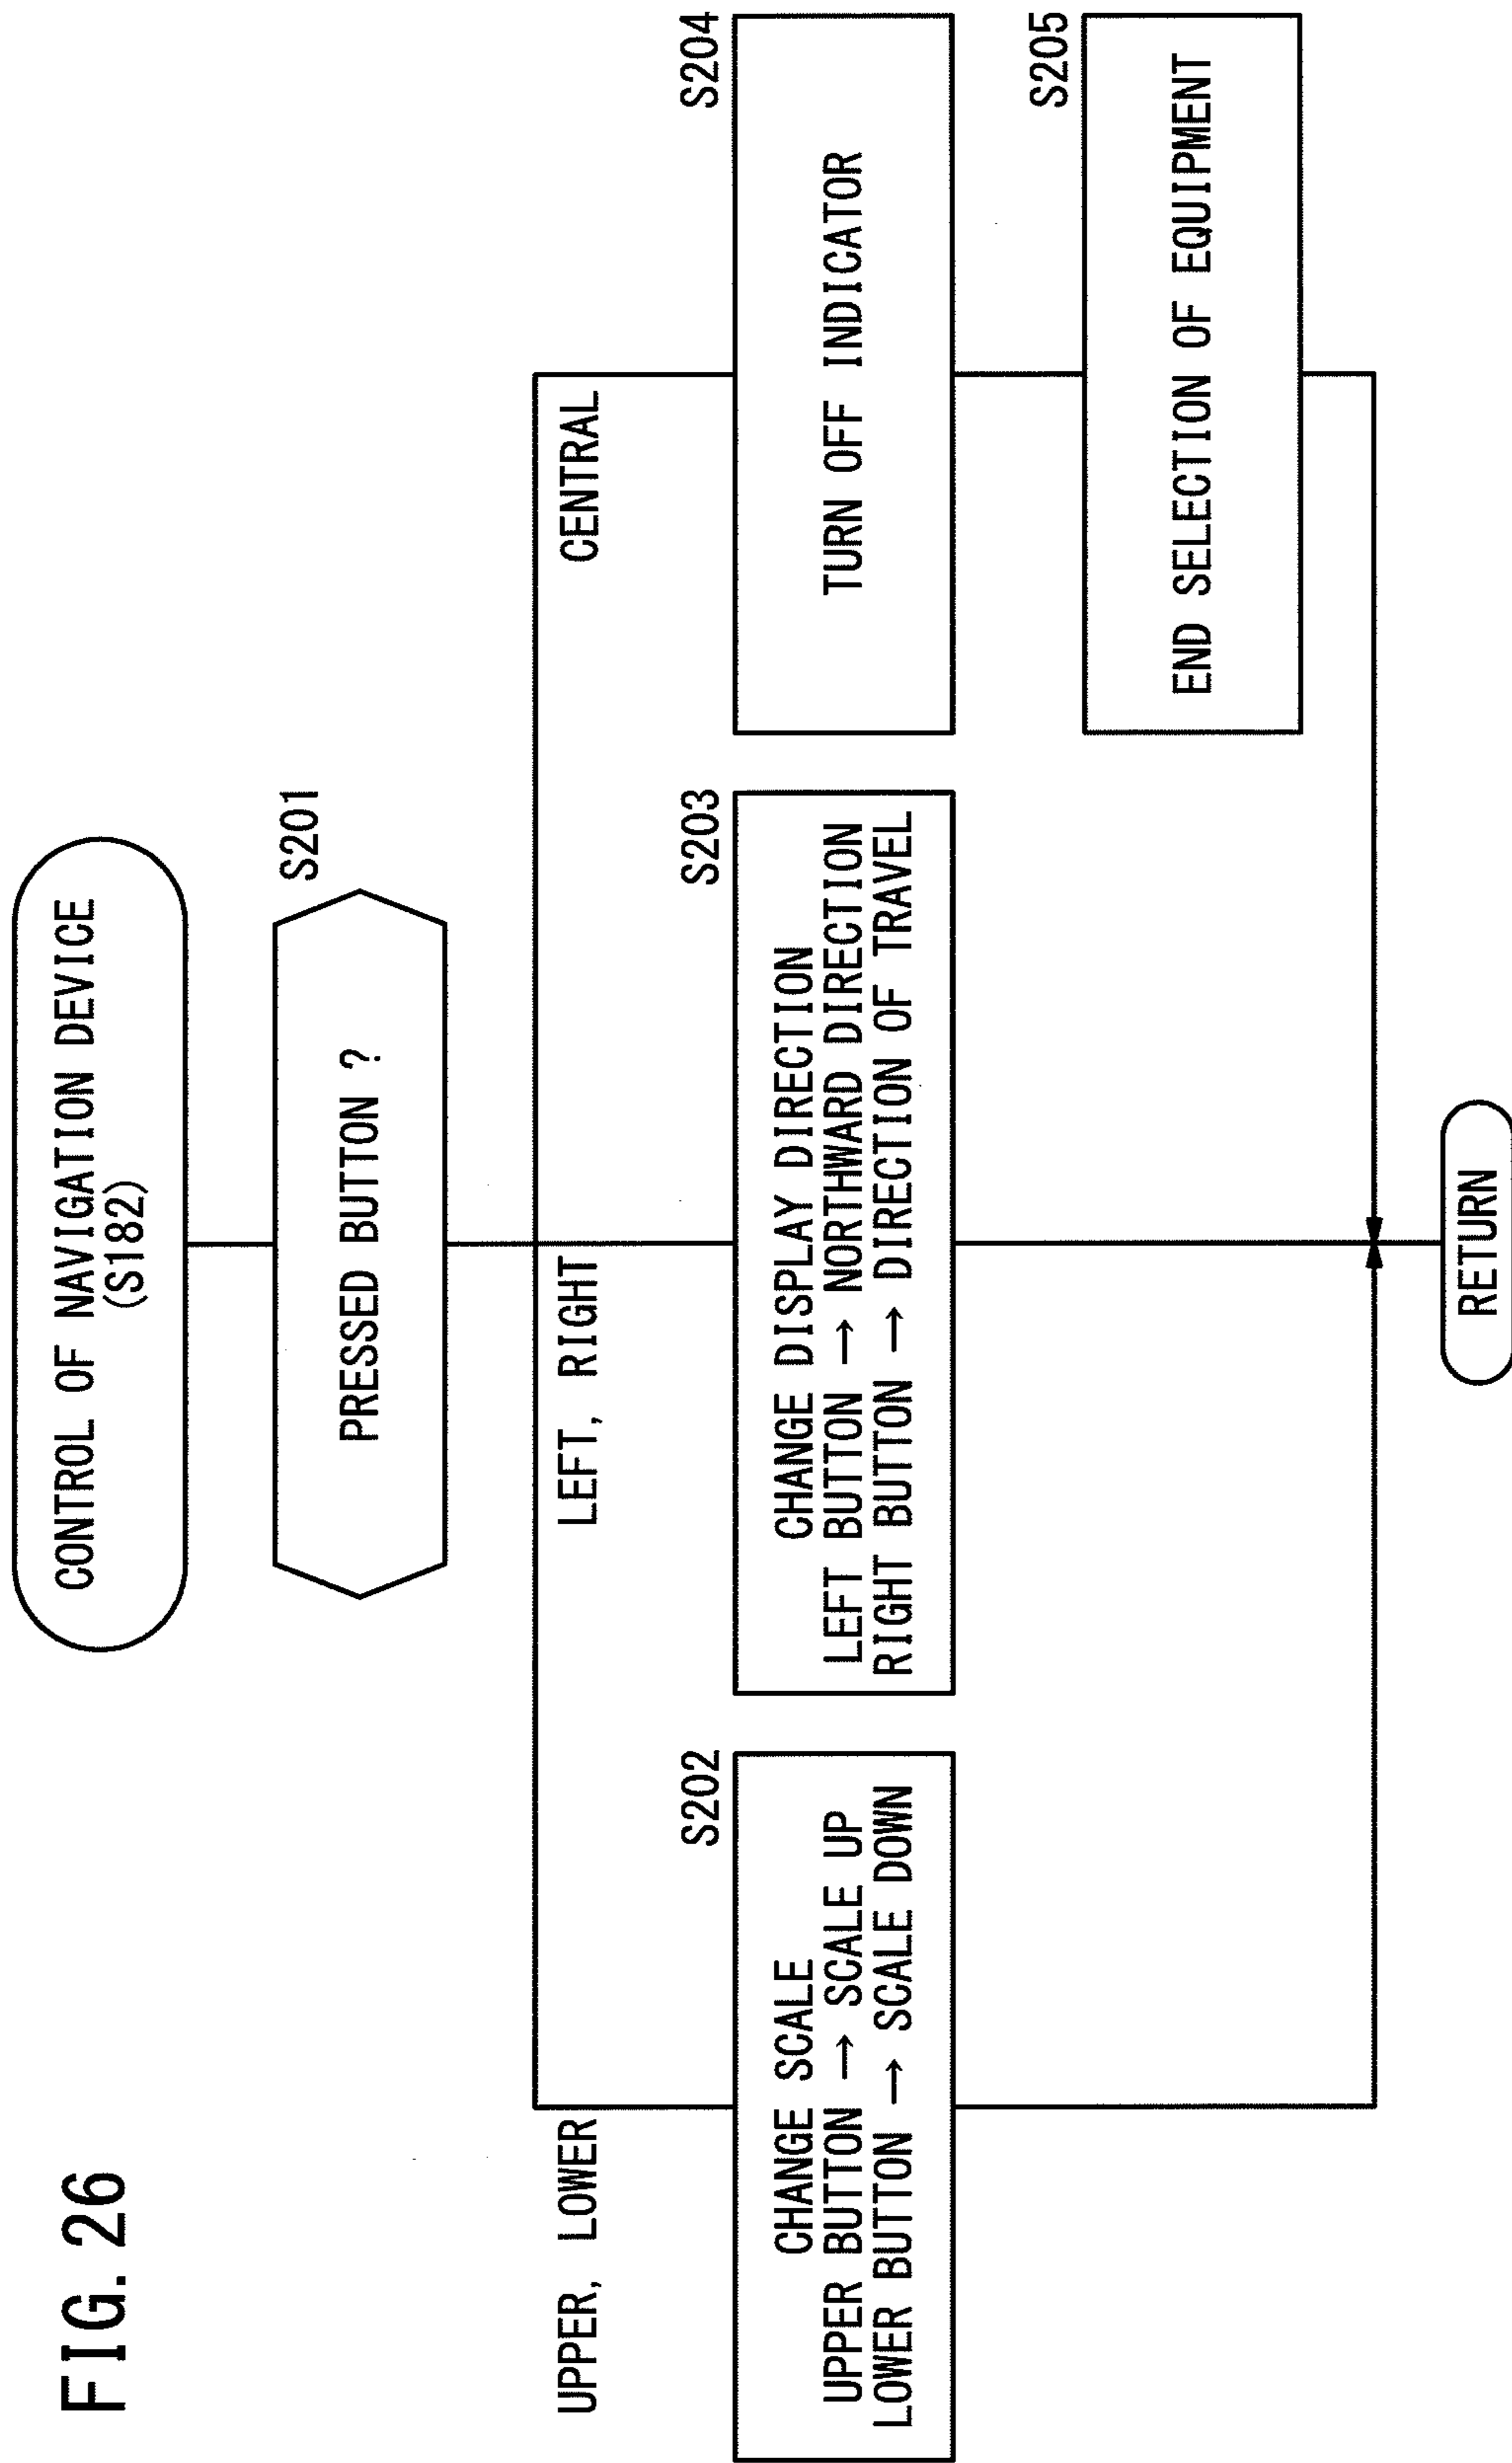 FIG. 26
CONTROL OF NAVIGATION DEVICE
(S182)
S201
PRESSED BUTTON ?
UPPER, LOWER
LEFT, RIGHT
CENTRAL
S202
CHANGE SCALE
UPPER BUTTON → SCALE UP
LOWER BUTTON → SCALE DOWN
S203
CHANGE DISPLAY DIRECTION
LEFT BUTTON → NORTHWARD DIRECTION
RIGHT BUTTON → DIRECTION OF TRAVEL
S204
TURN OFF INDICATOR
S205
END SELECTION OF EQUIPMENT
RETURN